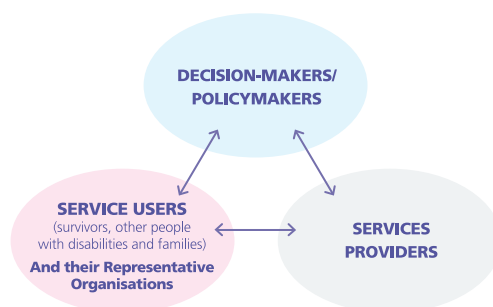 DECISION-MAKERS/
POLICYMAKERS
SERVICE USERS
(survivors, other people
with disabilities and families)
And their Representative
Organisations
SERVICES
PROVIDERS